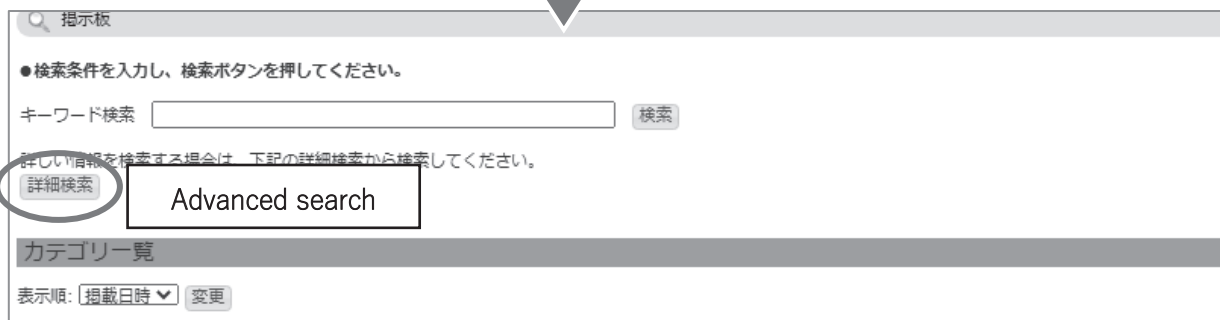 掲示板
●検索条件を入力し、検索ボタンを押してください。
キーワード検索 検索
詳しい情報を検索する場合は、下記の詳細検索から検索してください。
詳細検索 Advanced search
カテゴリ一覧
表示順: 掲載日時 変更